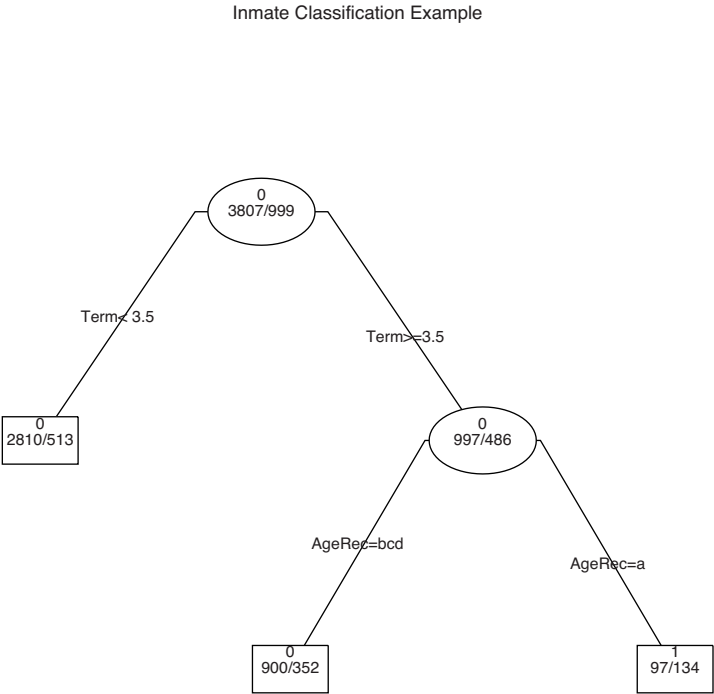 Inmate Classification Example
0
3807/999
Term< 3.5
Term>=3.5
0
2810/513
0
997/486
AgeRec=bcd
AgeRec=a
0
900/352
1
97/134